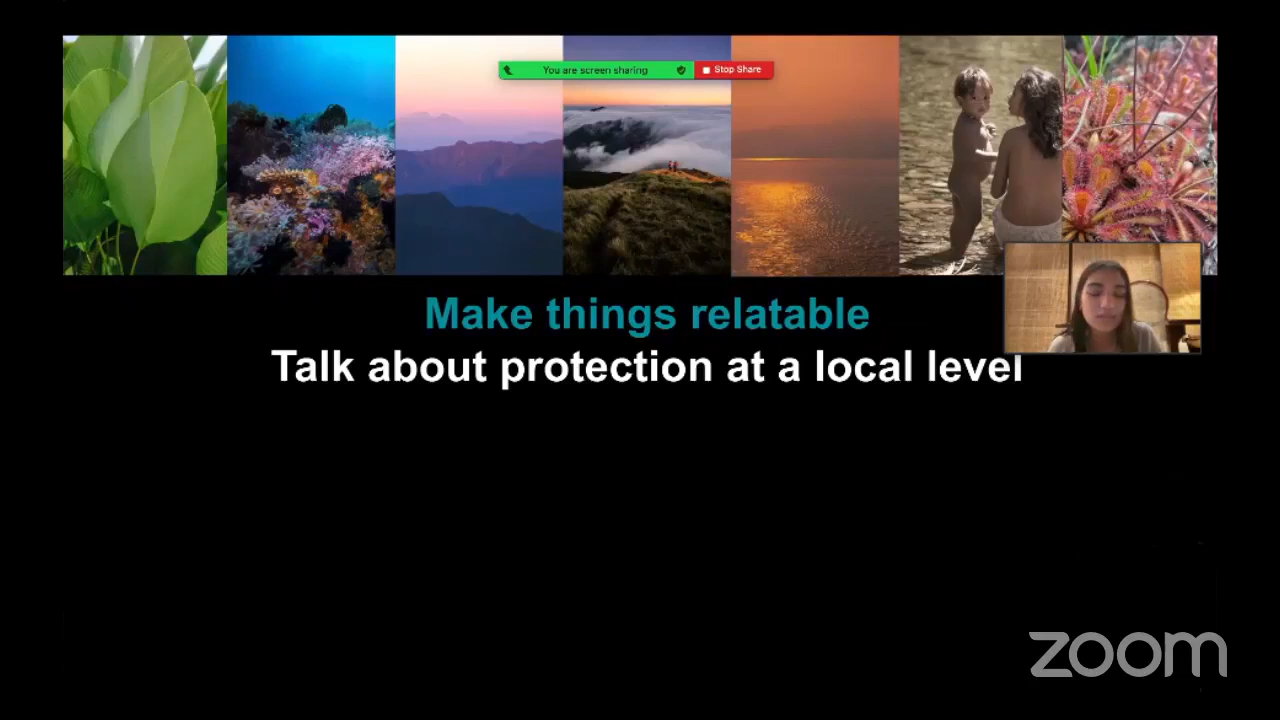 You are screen sharing Stop Share
Make things relatable
Talk about protection at a local level
zoom